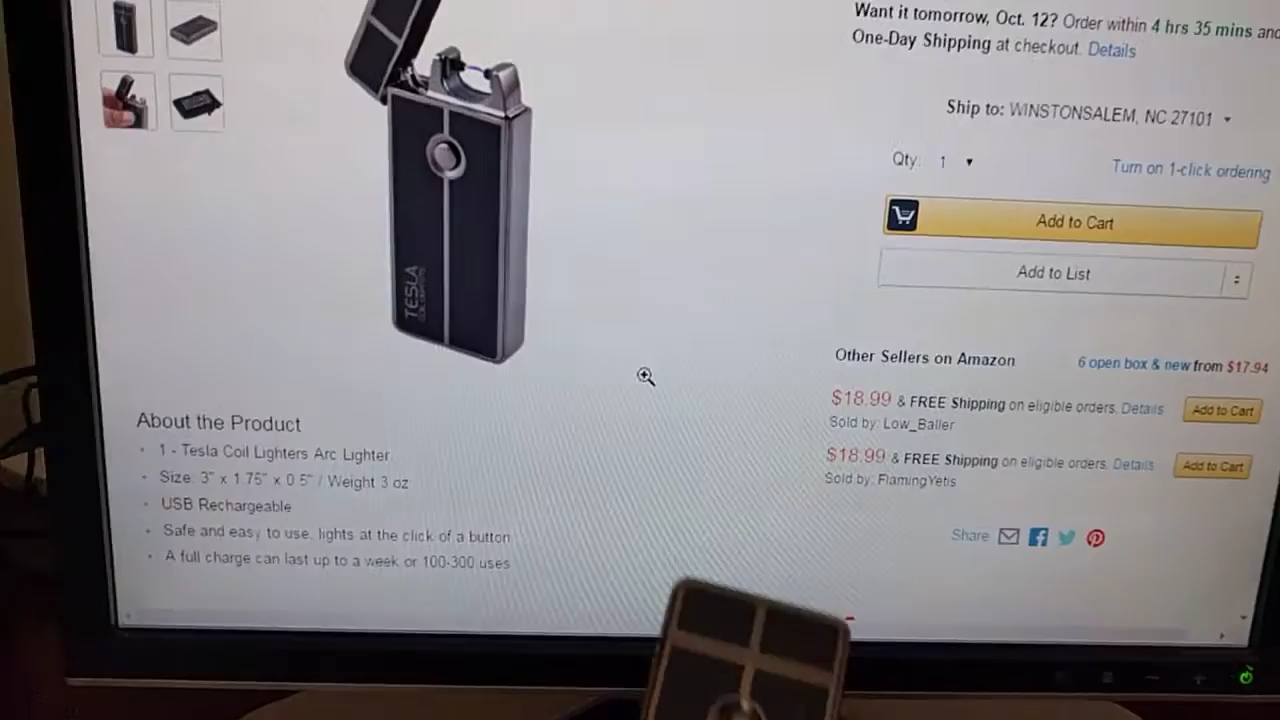 Want it tomorrow, Oct. 12? Order within 4 hrs 35 mins and
One-Day Shipping at checkout. Details
Ship to: WINSTONSALEM, NC 27101
Qty: 1
Turn on 1-click ordering
Add to Cart
Add to List
TESLA
COIL LIGHTERS
Other Sellers on Amazon
6 open box & new from $17.94
$18.99 & FREE Shipping on eligible orders. Details
Add to Cart
Sold by: Low_Baller
$18.99 & FREE Shipping on eligible orders. Details
Add to Cart
Sold by: FlamingYetis
Share
About the Product
1 - Tesla Coil Lighters Arc Lighter
Size: 3" x 1.75" x 0.5" / Weight 3 oz
USB Rechargeable
Safe and easy to use, lights at the click of a button
A full charge can last up to a week or 100-300 uses